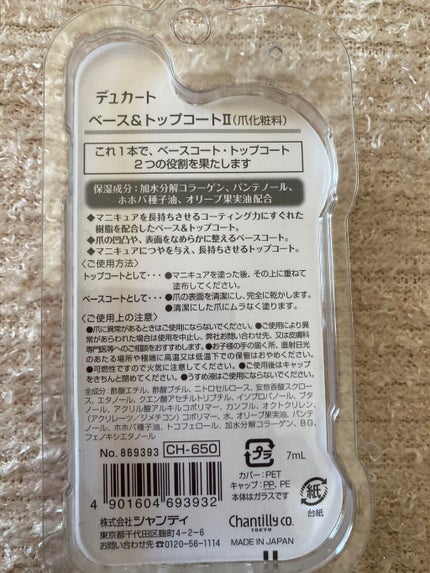 デュカート
ベース&トップコートⅡ(爪化粧料)
これ1本で、ベースコート・トップコート
2つの役割を果たします
保湿成分:加水分解コラーゲン、パンテノール、
ホホバ種子油、オリーブ果実油配合
◆マニキュアを長持ちさせるコーティング力にすぐれた
樹脂を配合したベース&トップコート。
◆爪の凹凸や、表面をなめらかに整えるベースコート。
◆マニキュアにつやを与え、長持ちさせるトップコート。
〈ご使用方法〉
トップコートとして・・・●マニキュアを塗った後、その上に重ねて
塗布してください。
ベースコートとして・・・●爪の表面を清潔にし、完全に乾かします。
●清潔にした爪にムラなく塗ります。
〈ご使用上の注意〉
●爪に異常があるときはご使用にならないでください。●ご使用により異
常があらわれた場合は使用を中止し、弊社お問い合わせ先、又は皮膚科
専門医等へのご相談をおすすめします。●お子様の手の届く所、直射日光
のあたる場所や極端に高温又は低温下での保管はおやめください。
●可燃性ですので火気に注意してください。●ご使用後はキャップ
をきちんと閉めてください。●うすめ液はご使用にならないでください。
全成分:酢酸エチル、酢酸ブチル、ニトロセルロース、安息香酸スクロー
ス、エタノール、クエン酸アセチルトリブチル、イソプロパノール、ブタ
ノール、アクリル酸アルキルコポリマー、カンフル、オクトクリレン、
(アクリレーツ/ジメチコン)コポリマー、水、オリーブ果実油、パンテ
ノール、ホホバ種子油、トコフェロール、加水分解コラーゲン、BG、
フェノキシエタノール
No. 869393 CH-650
4 901604 693932
プラ
カバー:PET
キャップ:PP、PE
本体はガラスです
7mL
紙
台紙
株式会社シャンティ
東京都千代田区麹町4-2-6
お問い合わせ先 ☎0120-56-1114
Chantilly co.
TOKYO
MADE IN JAPAN